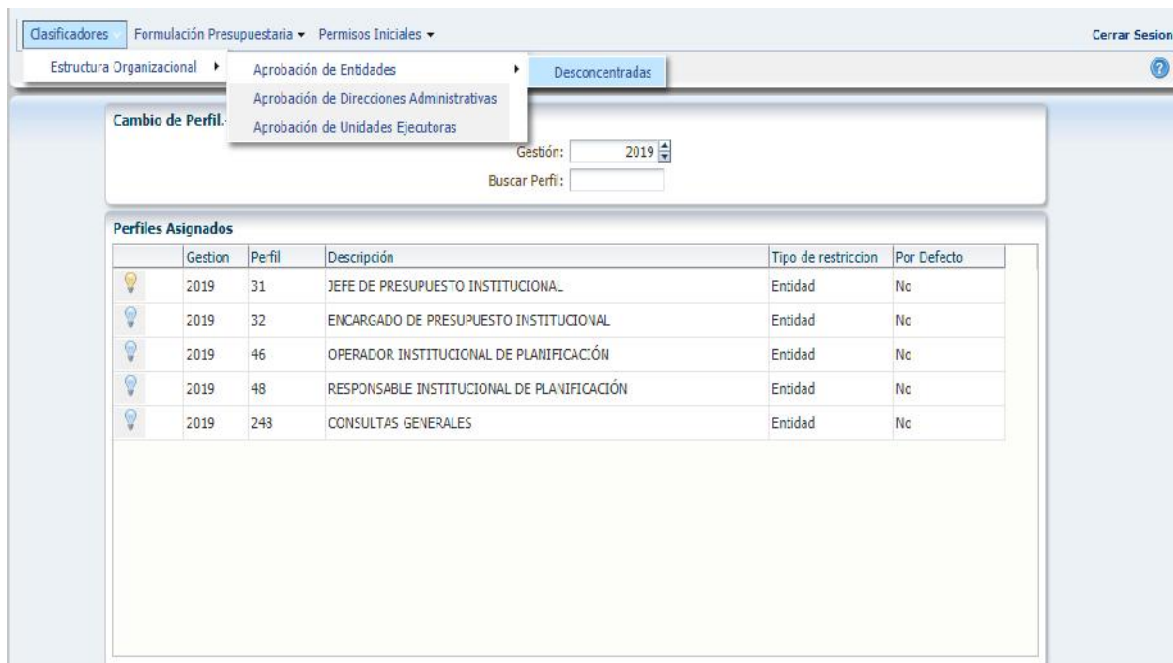 Clasificadores Formulación Presupuestaria Permisos Iniciales Cerrar Sesion
Estructura Organizacional Aprobación de Entidades Desconcentradas
Aprobación de Direcciones Administrativas
Cambio de Perfil.- Aprobación de Unidades Ejecutoras
Gestión: 2019
Buscar Perfil:
Perfiles Asignados
Gestion Perfil Descripción Tipo de restriccion Por Defecto
2019 31 JEFE DE PRESUPUESTO INSTITUCIONAL Entidad No
2019 32 ENCARGADO DE PRESUPUESTO INSTITUCIONAL Entidad No
2019 46 OPERADOR INSTITUCIONAL DE PLANIFICACIÓN Entidad No
2019 48 RESPONSABLE INSTITUCIONAL DE PLANIFICACIÓN Entidad No
2019 243 CONSULTAS GENERALES Entidad No